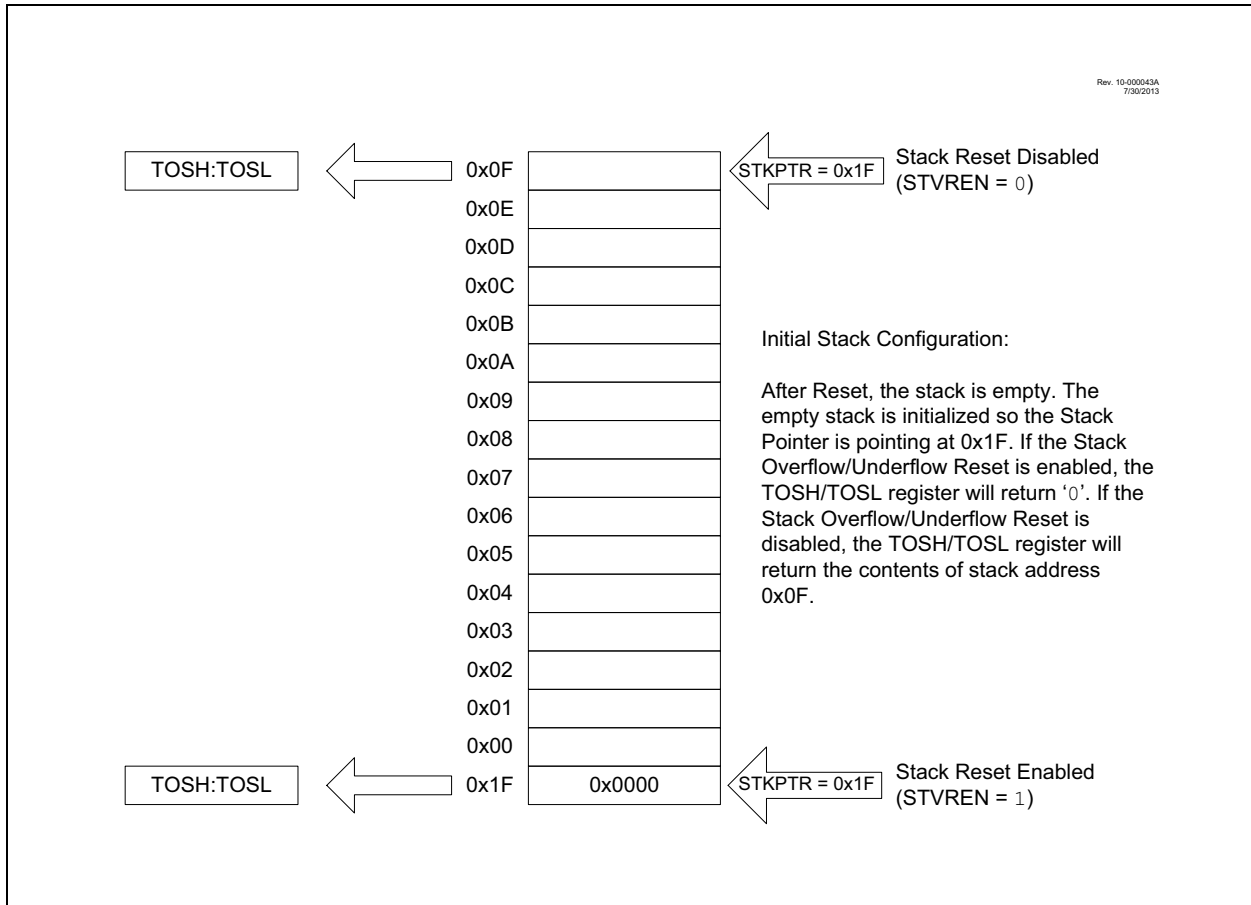 Rev. 10-000043A
7/30/2013
TOSH:TOSL
0x0F
STKPTR = 0x1F
Stack Reset Disabled
(STVREN = 0)
0x0E
0x0D
0x0C
0x0B
0x0A
0x09
0x08
0x07
0x06
0x05
0x04
0x03
0x02
0x01
0x00
Initial Stack Configuration:
After Reset, the stack is empty. The
empty stack is initialized so the Stack
Pointer is pointing at 0x1F. If the Stack
Overflow/Underflow Reset is enabled, the
TOSH/TOSL register will return ‘0’. If the
Stack Overflow/Underflow Reset is
disabled, the TOSH/TOSL register will
return the contents of stack address
0x0F.
TOSH:TOSL
0x1F
0x0000
STKPTR = 0x1F
Stack Reset Enabled
(STVREN = 1)